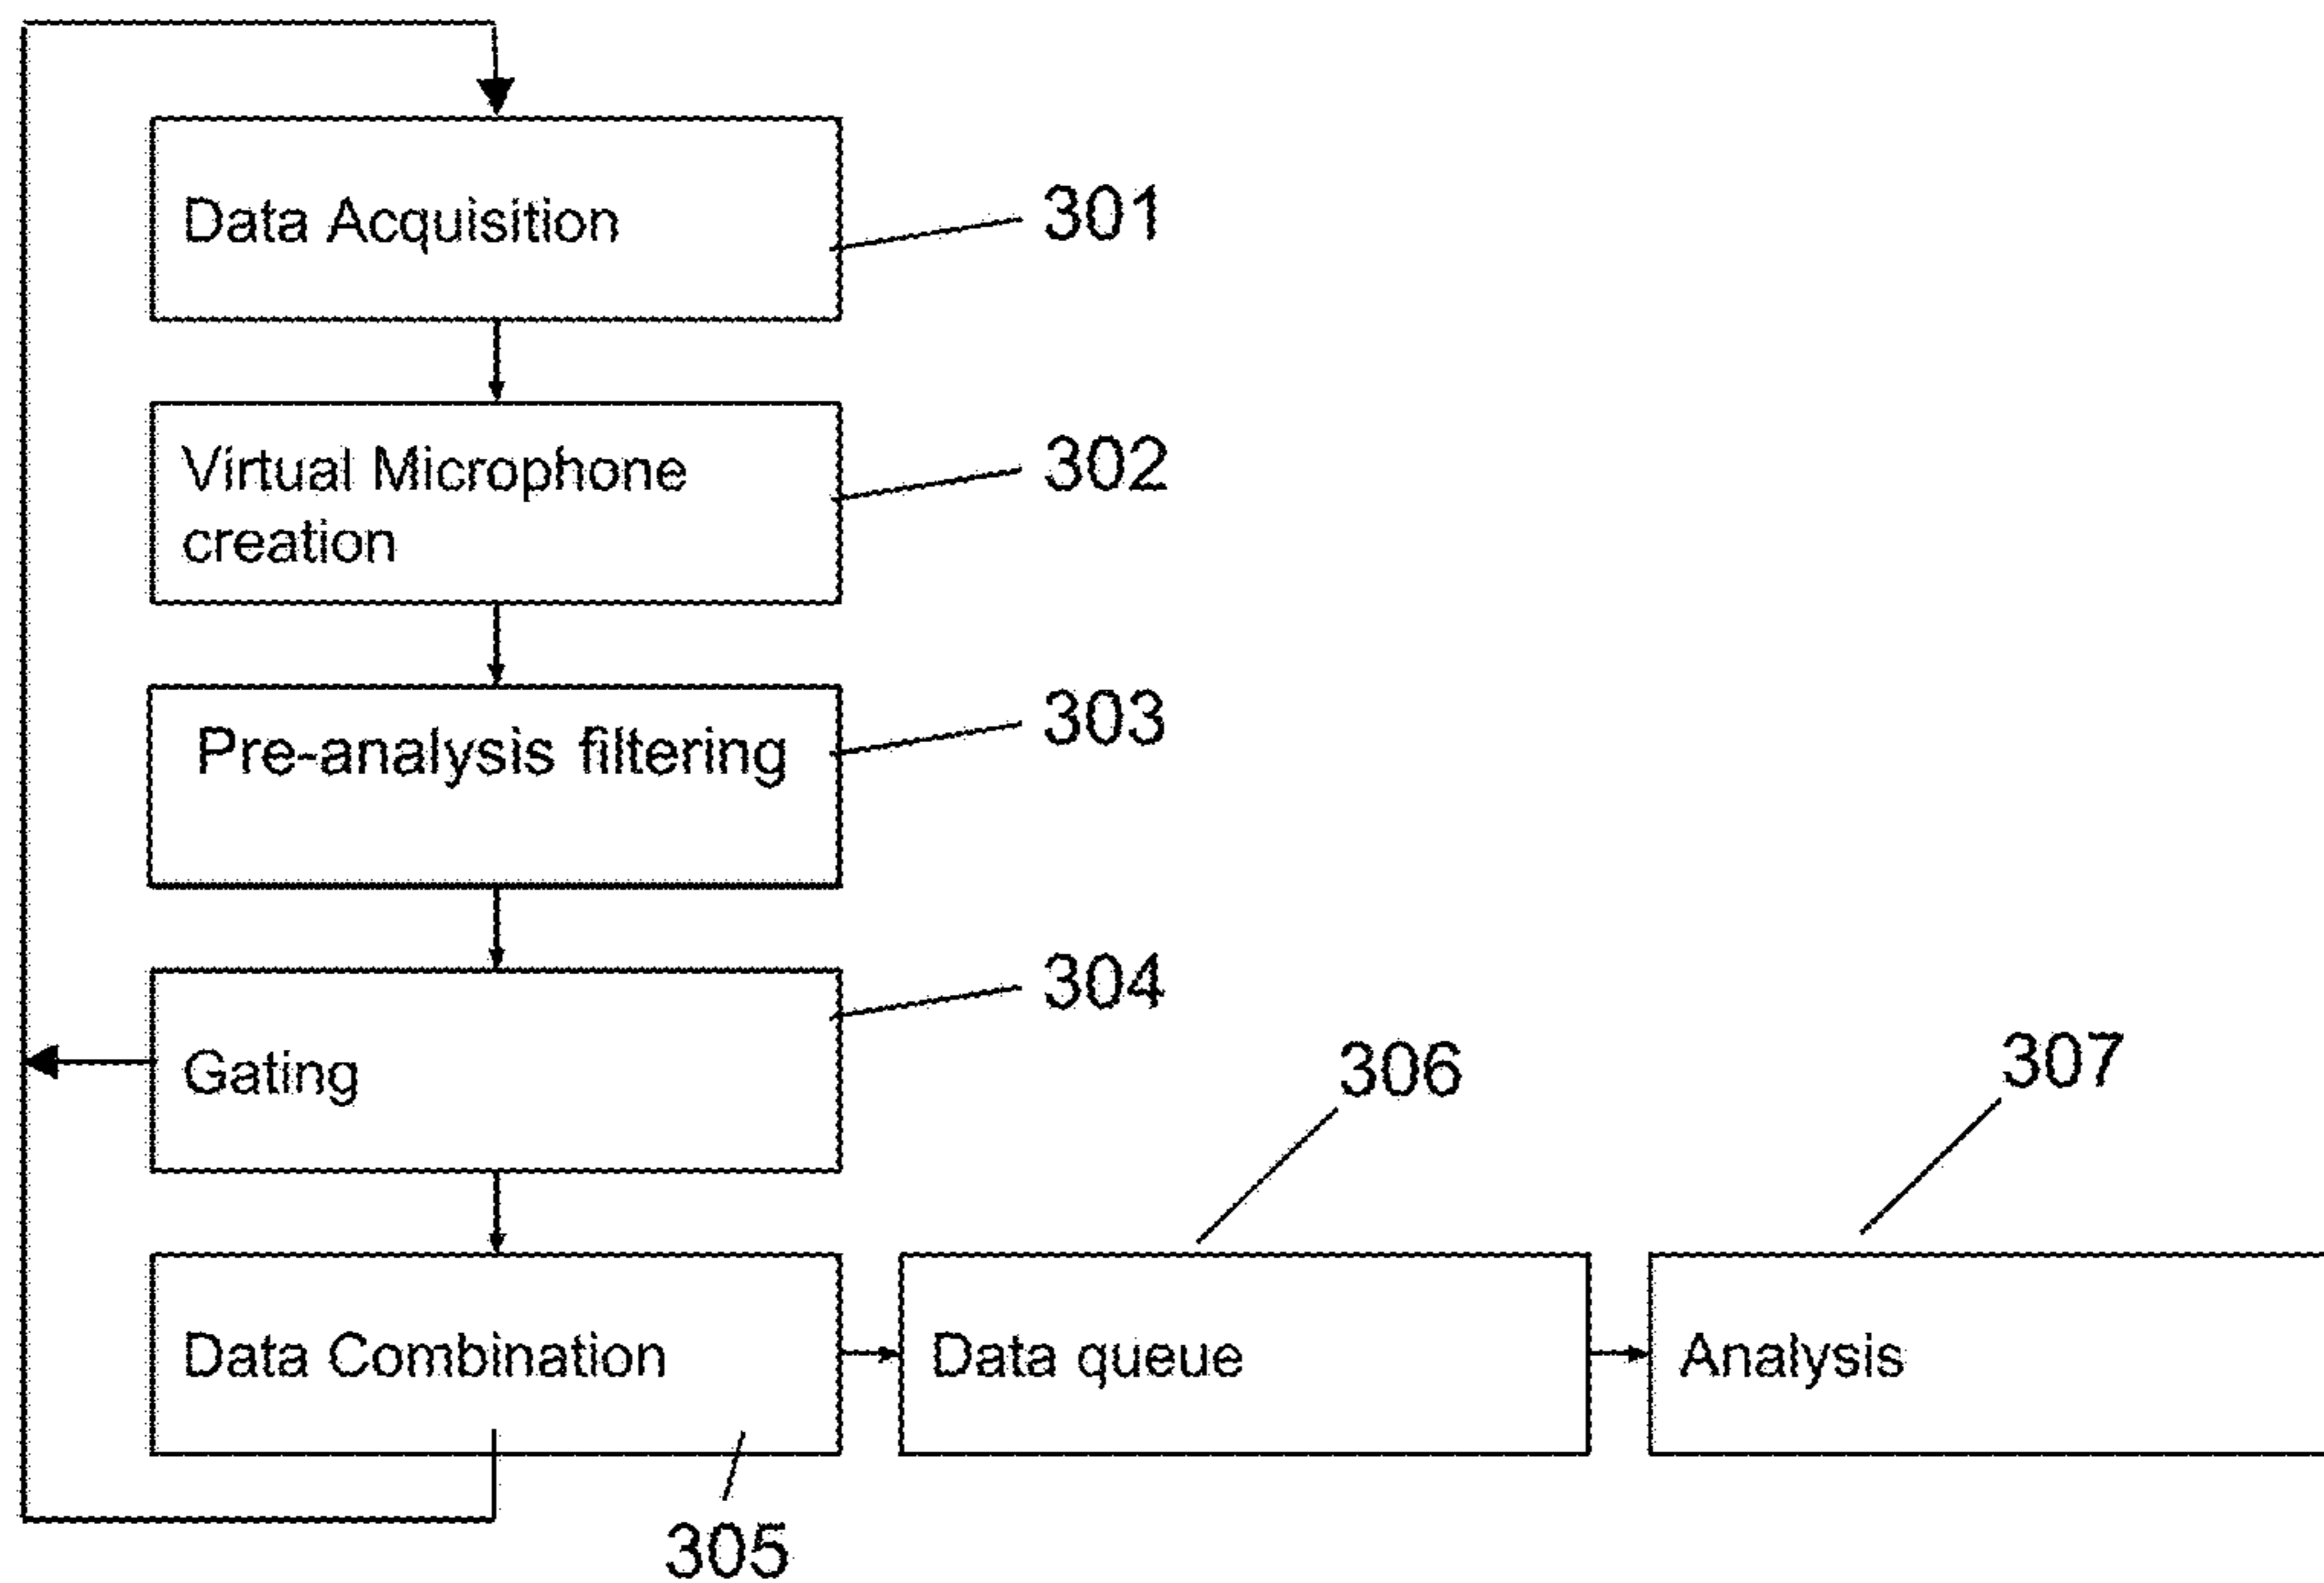 Data Acquisition
301
Virtual Microphone
creation
302
Pre-analysis filtering
303
Gating
304
306
307
Data Combination
Data queue
Analysis
305